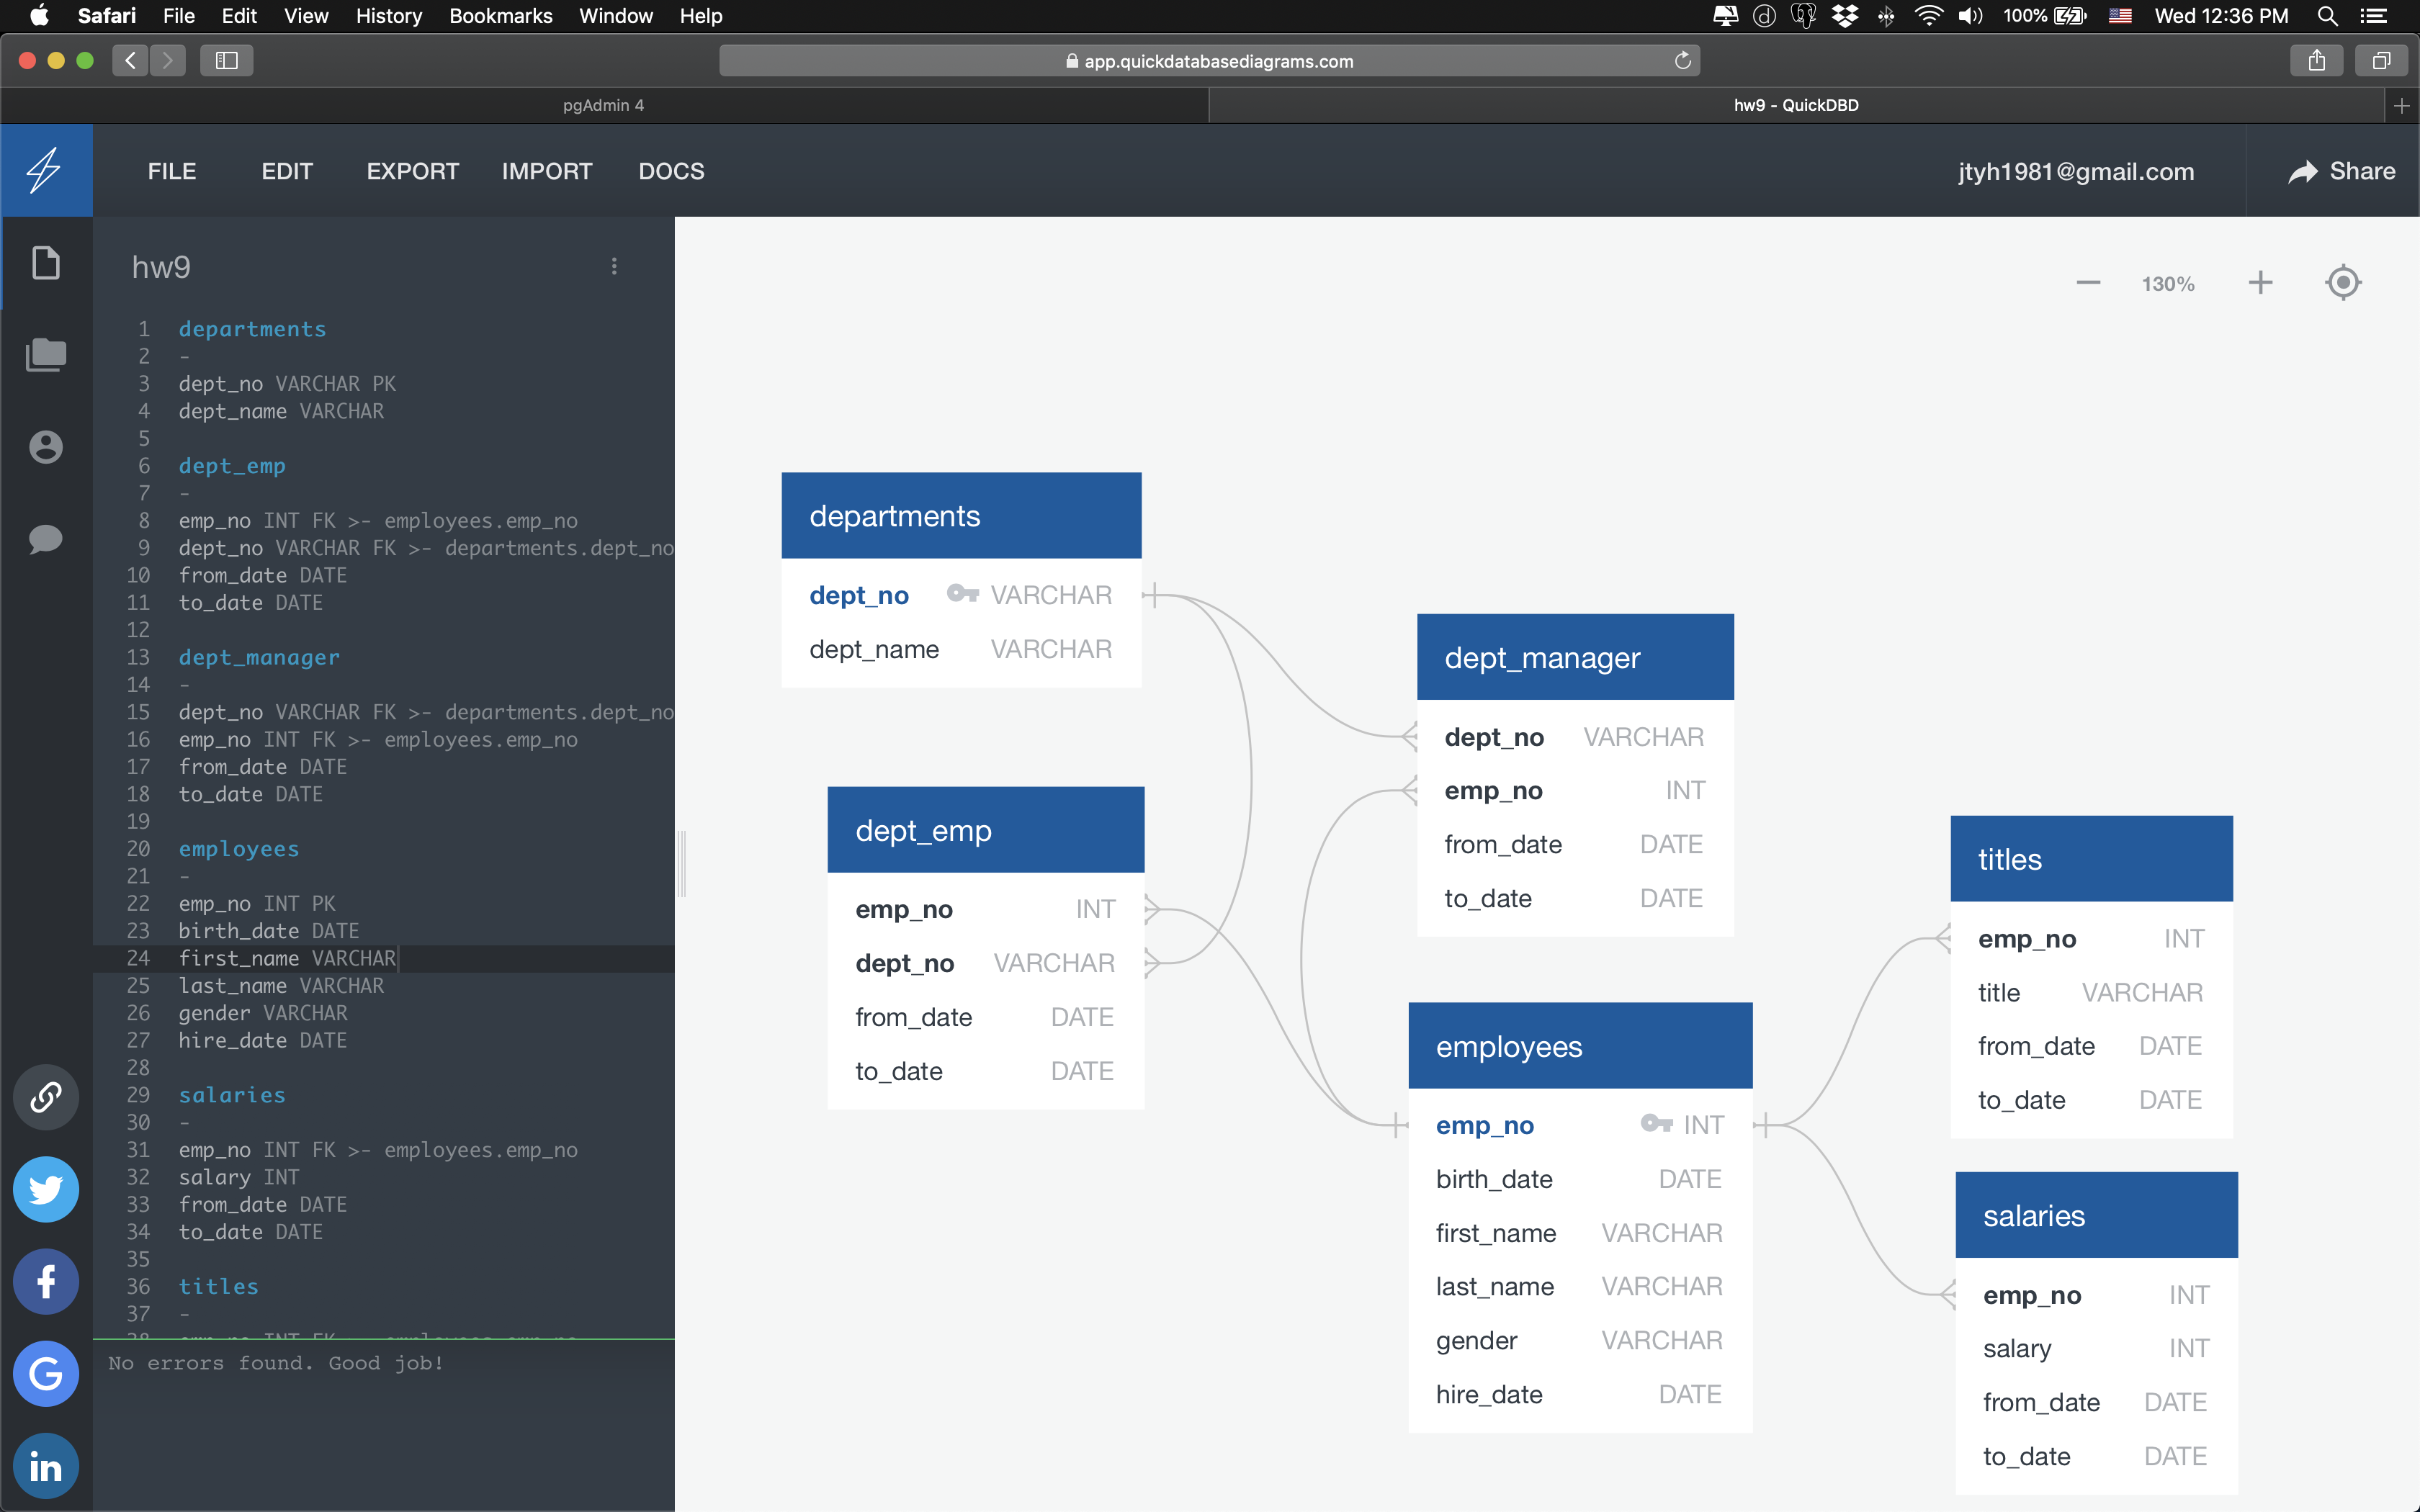 Safari File Edit View History Bookmarks Window Help 100% Wed 12:36 PM
app.quickdatabasediagrams.com
pgAdmin 4
hw9 - QuickDBD
FILE EDIT EXPORT IMPORT DOCS jtyh1981@gmail.com Share
hw9
130%
1 departments
2 -
3 dept_no VARCHAR PK
4 dept_name VARCHAR
5
6 dept_emp
7 -
8 emp_no INT FK >- employees.emp_no
9 dept_no VARCHAR FK >- departments.dept_no
10 from_date DATE
11 to_date DATE
12
13 dept_manager
14 -
15 dept_no VARCHAR FK >- departments.dept_no
16 emp_no INT FK >- employees.emp_no
17 from_date DATE
18 to_date DATE
19
20 employees
21 -
22 emp_no INT PK
23 birth_date DATE
24 first_name VARCHAR
25 last_name VARCHAR
26 gender VARCHAR
27 hire_date DATE
28
29 salaries
30 -
31 emp_no INT FK >- employees.emp_no
32 salary INT
33 from_date DATE
34 to_date DATE
35
36 titles
37 -
38 emp_no INT FK >- employees.emp_no
No errors found. Good job!
departments
dept_no VARCHAR
dept_name VARCHAR
dept_emp
emp_no INT
dept_no VARCHAR
from_date DATE
to_date DATE
dept_manager
dept_no VARCHAR
emp_no INT
from_date DATE
to_date DATE
employees
emp_no INT
birth_date DATE
first_name VARCHAR
last_name VARCHAR
gender VARCHAR
hire_date DATE
titles
emp_no INT
title VARCHAR
from_date DATE
to_date DATE
salaries
emp_no INT
salary INT
from_date DATE
to_date DATE